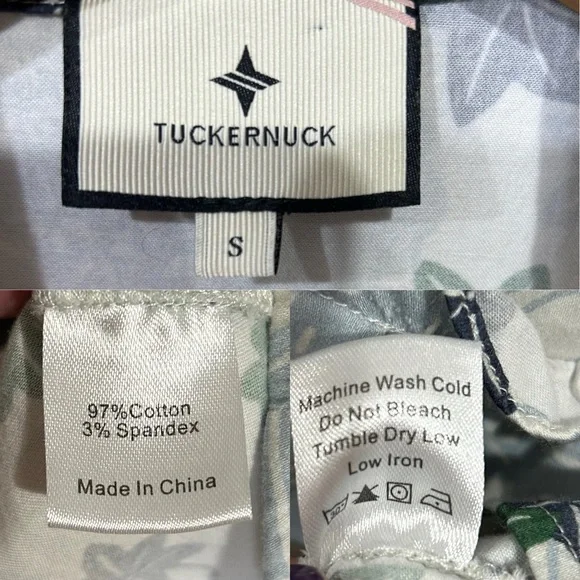 TUCKERNUCK
S
97%Cotton
3% Spandex
Made In China
Machine Wash Cold
Do Not Bleach
Tumble Dry Low
Low Iron